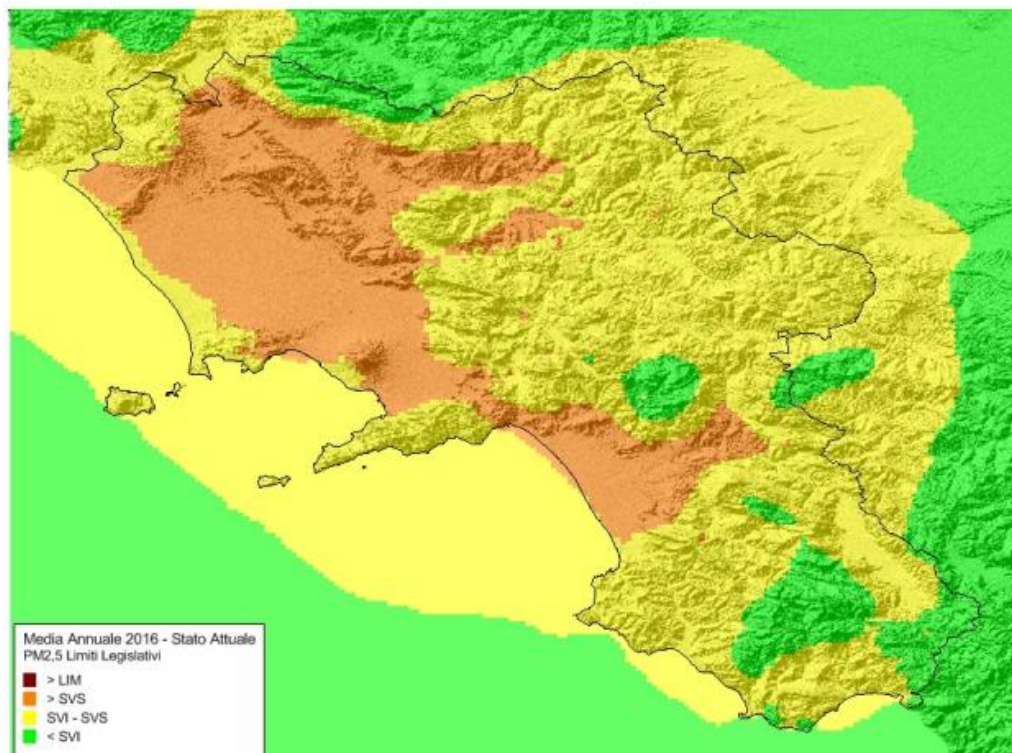 Media Annuale 2016 - Stato Attuale
PM2,5 Limiti Legislativi
> LIM
> SVS
SVI - SVS
< SVI